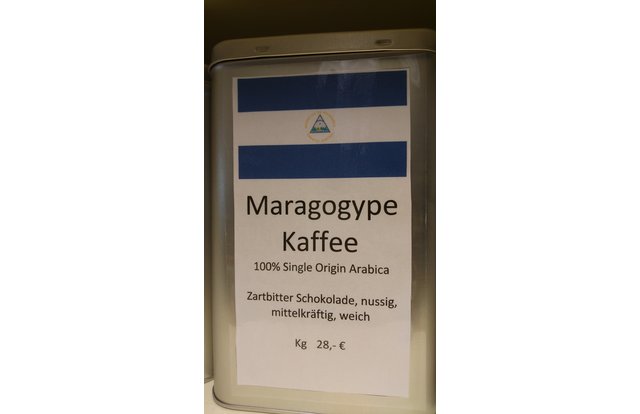 Maragogype
Kaffee
100% Single Origin Arabica
Zartbitter Schokolade, nussig,
mittelkräftig, weich
Kg 28,- €